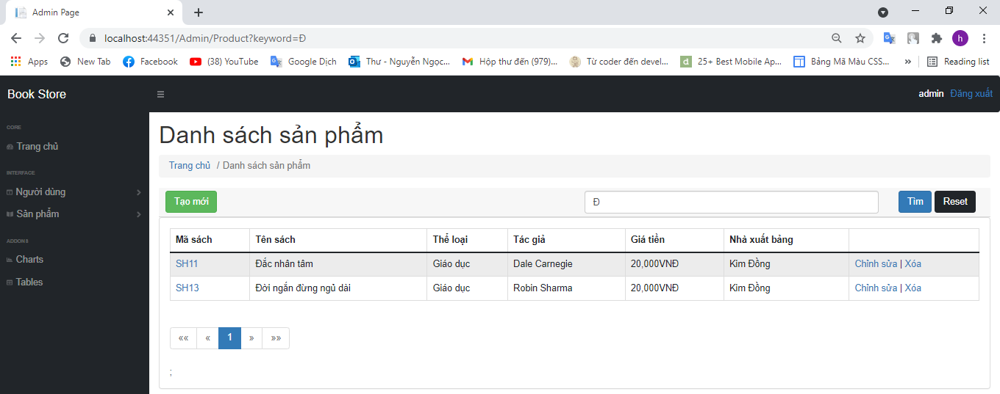 Admin Page
localhost:44351/Admin/Product?keyword=Đ
h
Apps New Tab Facebook (38) YouTube Google Dịch Thư - Nguyễn Ngọc... Hộp thư đến (979)... Từ coder đến devel... 25+ Best Mobile Ap... Bảng Mã Màu CSS... » Reading list
Book Store
admin Đăng xuất
CORE
Trang chủ
INTERFACE
Người dùng
Sản phẩm
ADDONS
Charts
Tables
Danh sách sản phẩm
Trang chủ / Danh sách sản phẩm
Tạo mới Đ Tìm Reset
Mã sách Tên sách Thể loại Tác giả Giá tiền Nhà xuất bảng
SH11 Đắc nhân tâm Giáo dục Dale Carnegie 20,000VNĐ Kim Đồng Chỉnh sửa | Xóa
SH13 Đời ngắn đừng ngủ dài Giáo dục Robin Sharma 20,000VNĐ Kim Đồng Chỉnh sửa | Xóa
«« « 1 » »»
;